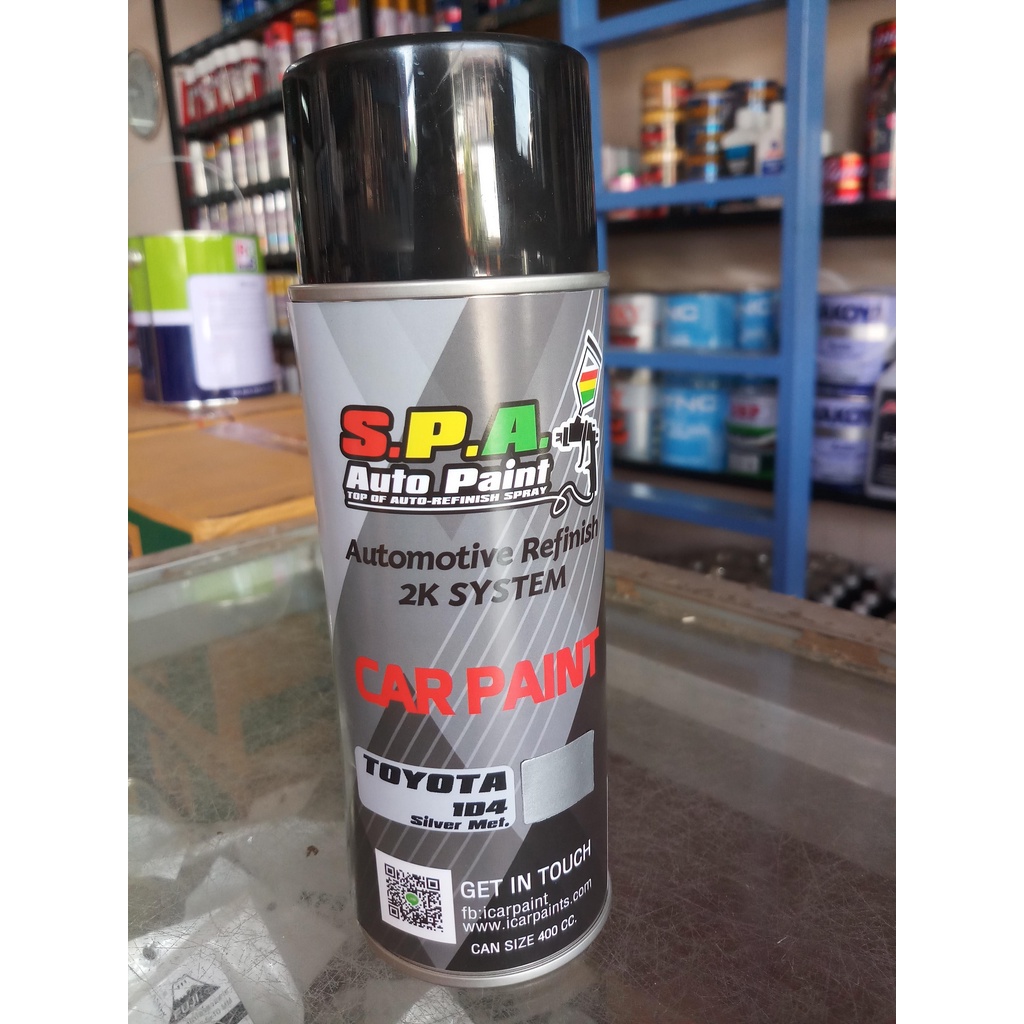 S.P.A.
Auto Paint
TOP OF AUTO-REFINISH SPRAY
Automotive Refinish
2K SYSTEM
CAR PAINT
TOYOTA
1D4
Silver Met.
GET IN TOUCH
fb:icarpaint
www.icarpaints.com
CAN SIZE 400 CC.